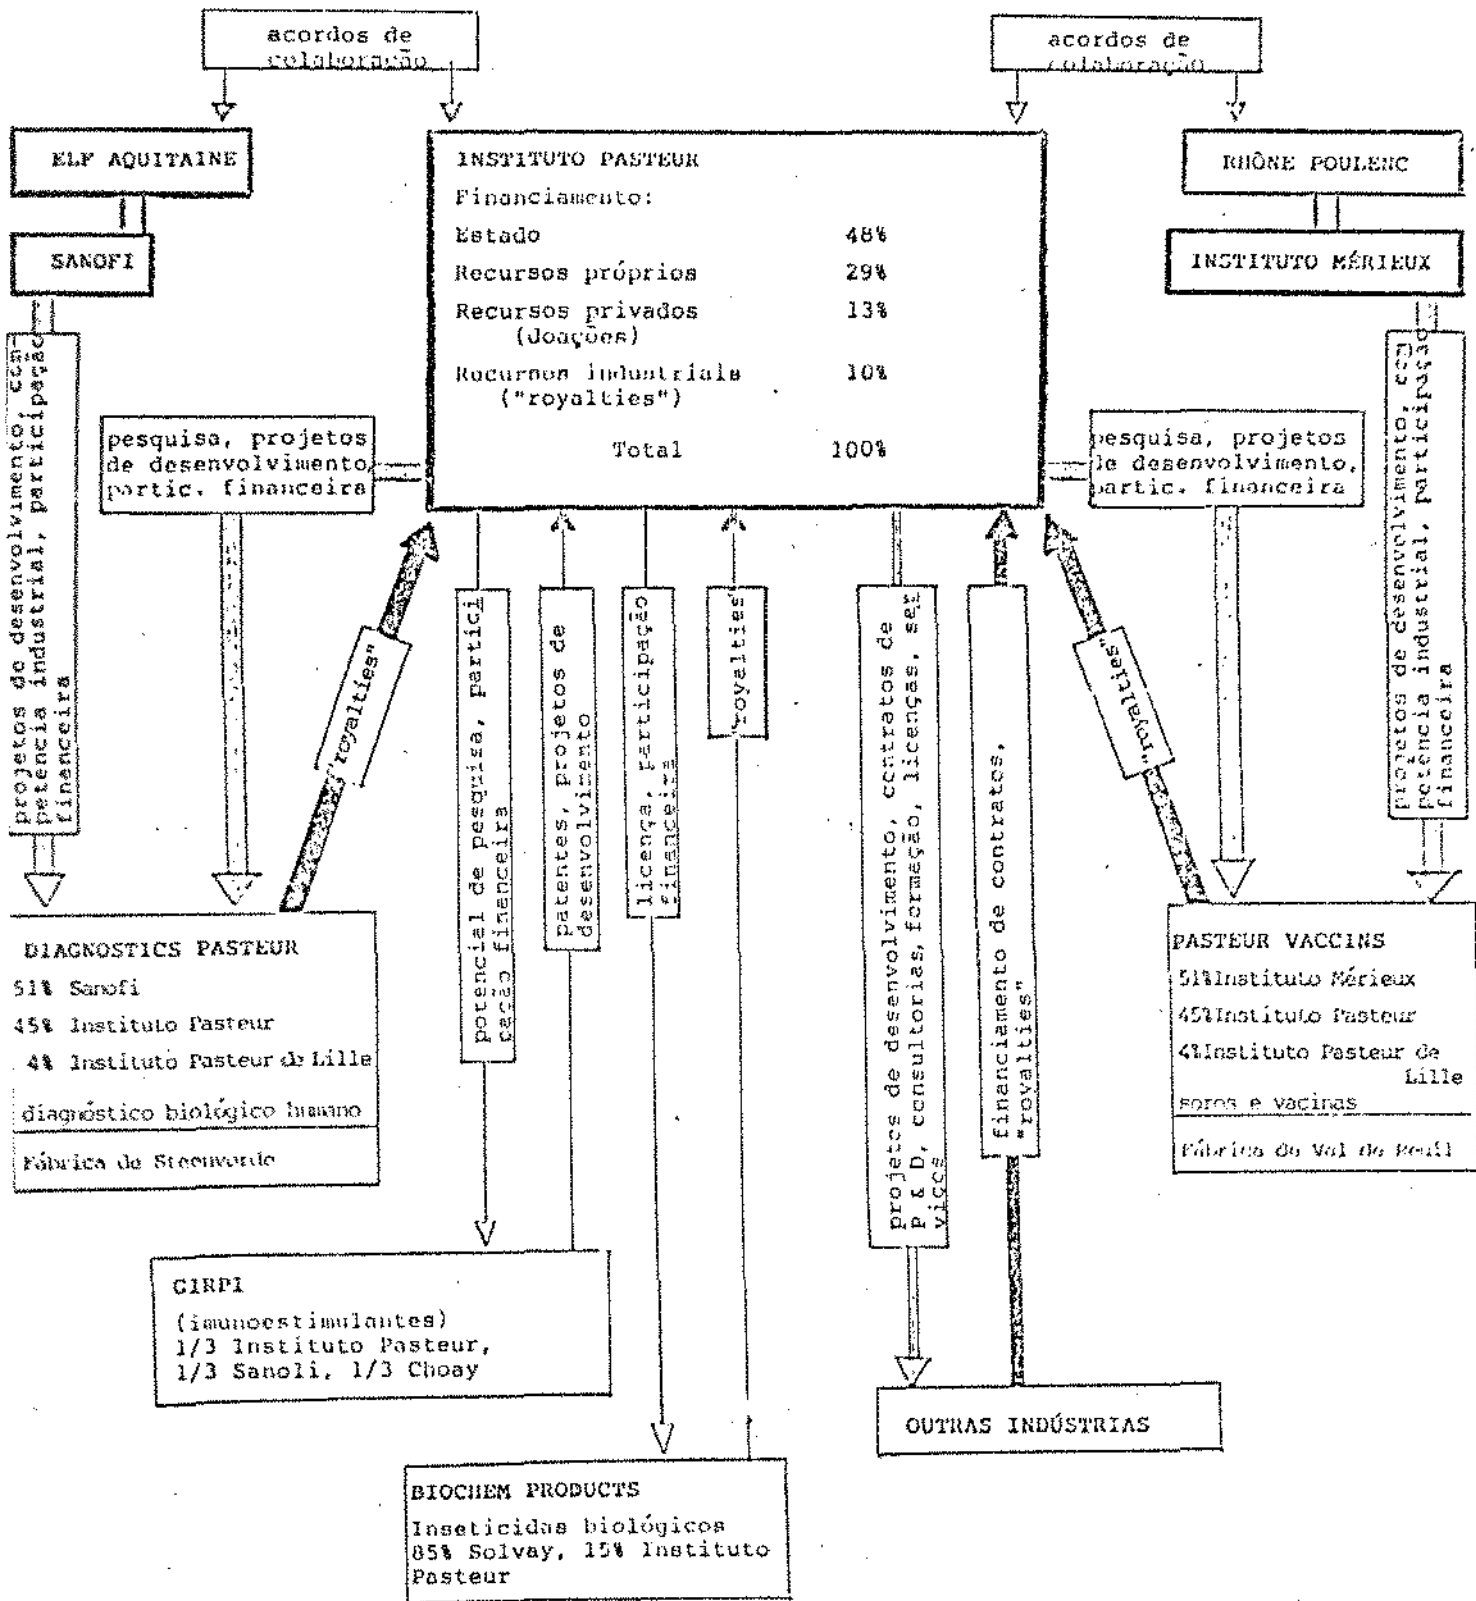 acordos de
colaboração
acordos de
colaboração
ELF AQUITAINE
SANOFI
INSTITUTO PASTEUR
Financiamento:
Estado 48%
Recursos próprios 29%
Recursos privados 13%
(doações)
Recursos industriais 10%
("royalties")
Total 100%
RHÔNE POULENC
INSTITUTO MÉRIEUX
projetos de desenvolvimento, com-
petência industrial, participação
financeira
pesquisa, projetos
de desenvolvimento,
partic. financeira
pesquisa, projetos
de desenvolvimento,
partic. financeira
projetos de desenvolvimento, com
potência industrial, participação
financeira
"royalties"
potencial de pesquisa, partici
pação financeira
patentes, projetos de
desenvolvimento
licença, participação
financeira
"royalties"
projetos de desenvolvimento, contratos de
P & D, consultorias, formação, licenças, ser
viços
financiamento de contratos,
"royalties"
"royalties"
DIAGNOSTICS PASTEUR
51% Sanofi
45% Instituto Pasteur
4% Instituto Pasteur de Lille
diagnóstico biológico humano
Fábrica de Steenvorde
PASTEUR VACCINS
51%Instituto Mérieux
45%Instituto Pasteur
4%Instituto Pasteur de
Lille
soros e vacinas
Fábrica do Val de Reuil
GIRPI
(imunoestimulantes)
1/3 Instituto Pasteur,
1/3 Sanoli, 1/3 Choay
OUTRAS INDÚSTRIAS
BIOCHEM PRODUCTS
Inseticidas biológicos
85% Solvay, 15% Instituto
Pasteur